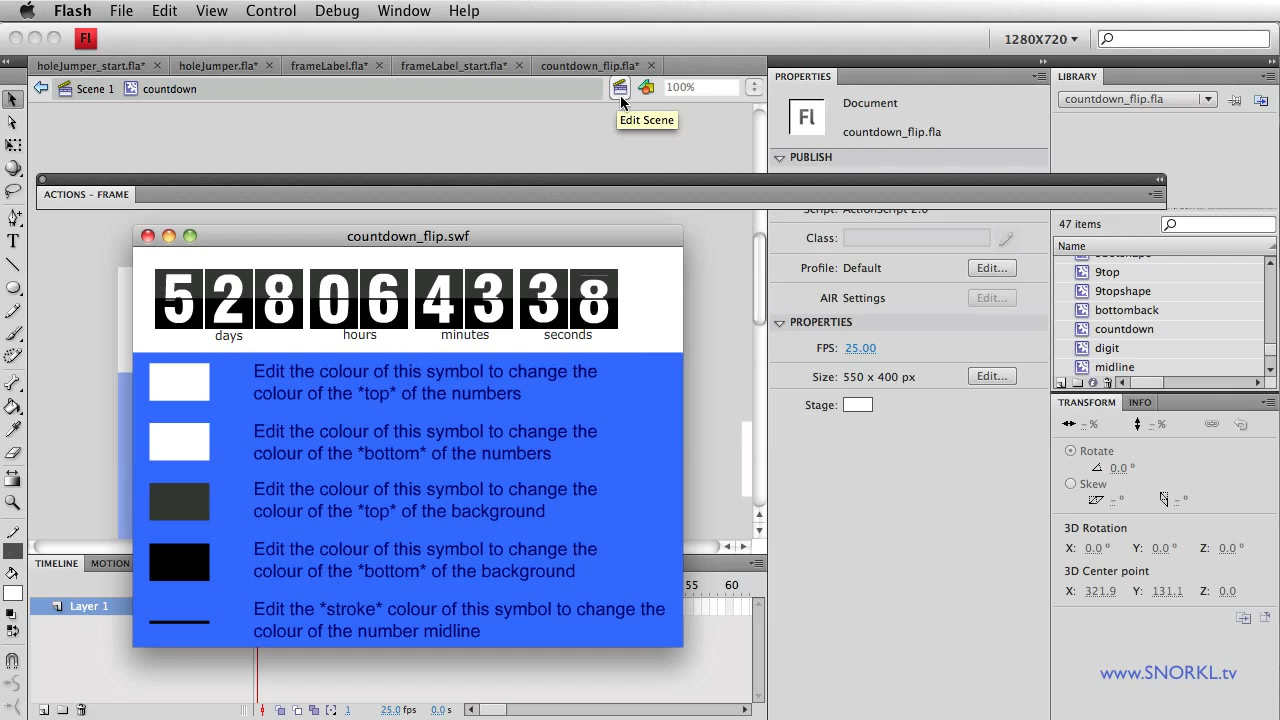 Flash File Edit View Control Debug Window Help
Fl 1280X720
holeJumper_start.fla* holeJumper.fla* frameLabel.fla* frameLabel_start.fla* countdown_flip.fla*
Scene 1 countdown 100%
Edit Scene
PROPERTIES
Fl
Document
countdown_flip.fla
PUBLISH
LIBRARY
countdown_flip.fla
ACTIONS - FRAME
Script: ActionScript 2.0
Class:
Profile: Default Edit...
AIR Settings Edit...
PROPERTIES
FPS: 25.00
Size: 550 x 400 px Edit...
Stage:
47 items
Name
9top
9topshape
bottomback
countdown
digit
midline
TRANSFORM INFO
- % - %
Rotate
0.0 °
Skew
- ° - °
3D Rotation
X: 0.0 ° Y: 0.0 ° Z: 0.0 °
3D Center point
X: 321.9 Y: 131.1 Z: 0.0
countdown_flip.swf
528 06 43 38
days hours minutes seconds
Edit the colour of this symbol to change the
colour of the *top* of the numbers
Edit the colour of this symbol to change the
colour of the *bottom* of the numbers
Edit the colour of this symbol to change the
colour of the *top* of the background
Edit the colour of this symbol to change the
colour of the *bottom* of the background
Edit the *stroke* colour of this symbol to change the
colour of the number midline
TIMELINE MOTION
55 60
Layer 1
1 25.0 fps 0.0 s
www.SNORKL.tv